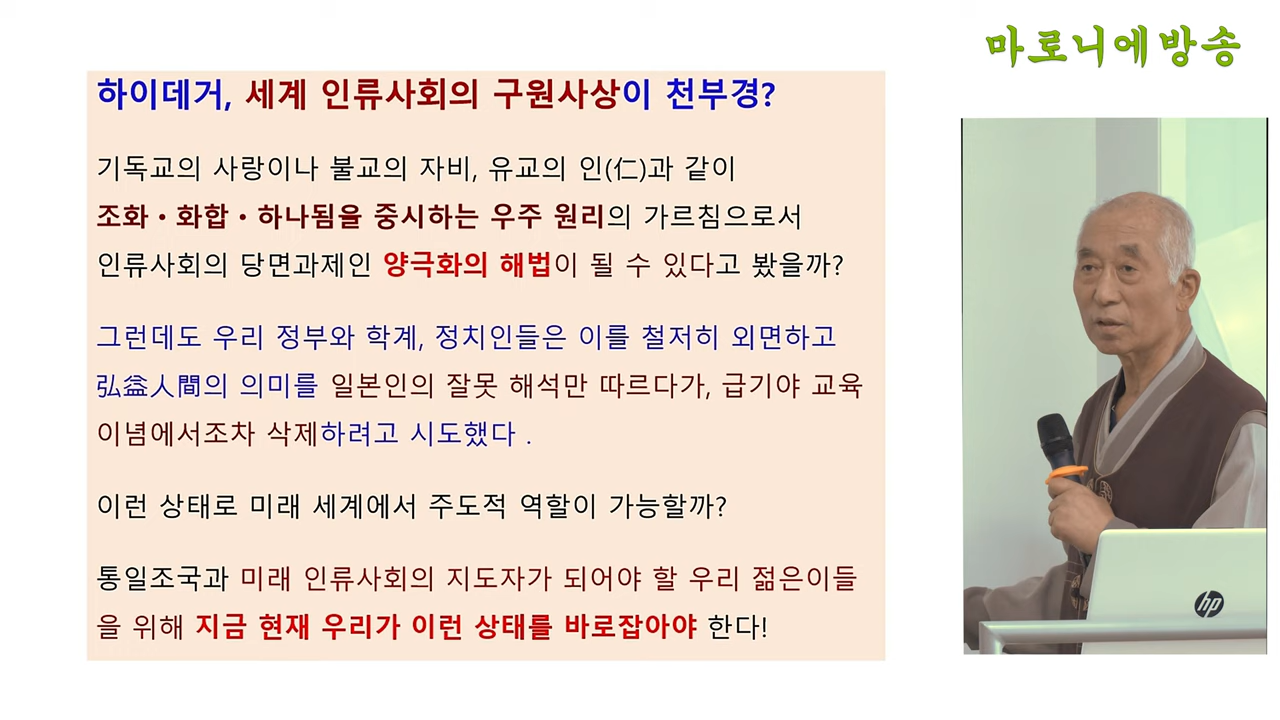 마로니에방송
하이데거, 세계 인류사회의 구원사상이 천부경?
기독교의 사랑이나 불교의 자비, 유교의 인(仁)과 같이
조화·화합·하나됨을 중시하는 우주 원리의 가르침으로서
인류사회의 당면과제인 양극화의 해법이 될 수 있다고 봤을까?
그런데도 우리 정부와 학계, 정치인들은 이를 철저히 외면하고
弘益人間의 의미를 일본인의 잘못 해석만 따르다가, 급기야 교육
이념에서조차 삭제하려고 시도했다 .
이런 상태로 미래 세계에서 주도적 역할이 가능할까?
통일조국과 미래 인류사회의 지도자가 되어야 할 우리 젊은이들
을 위해 지금 현재 우리가 이런 상태를 바로잡아야 한다!
hp